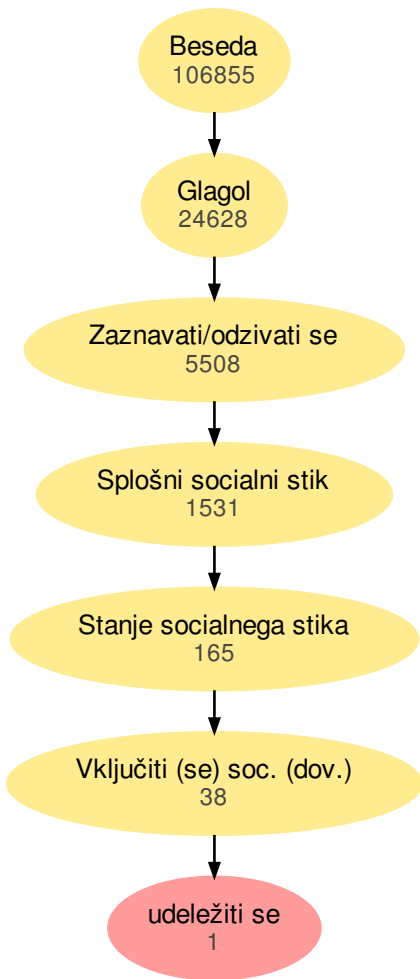 Beseda
106855
Glagol
24628
Zaznavati/odzivati se
5508
Splošni socialni stik
1531
Stanje socialnega stika
165
Vključiti (se) soc. (dov.)
38
udeležiti se
1